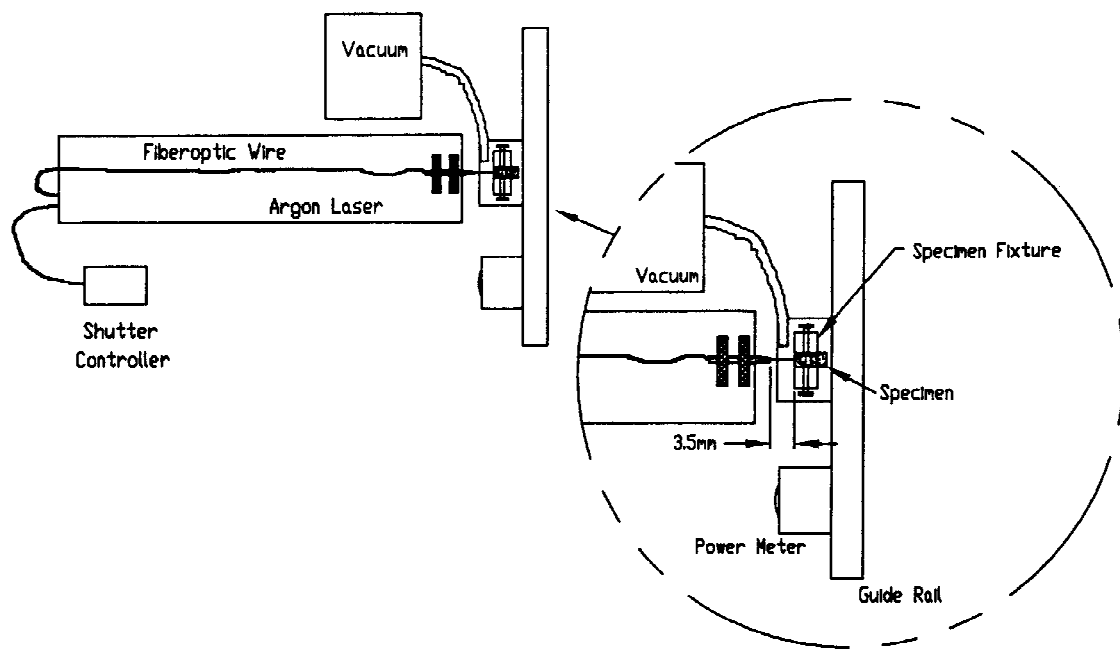 Vacuum
Fiberoptic Wire
Argon Laser
Shutter
Controller
Specimen Fixture
Vacuum
Specimen
3.5mm
Power Meter
Guide Rail